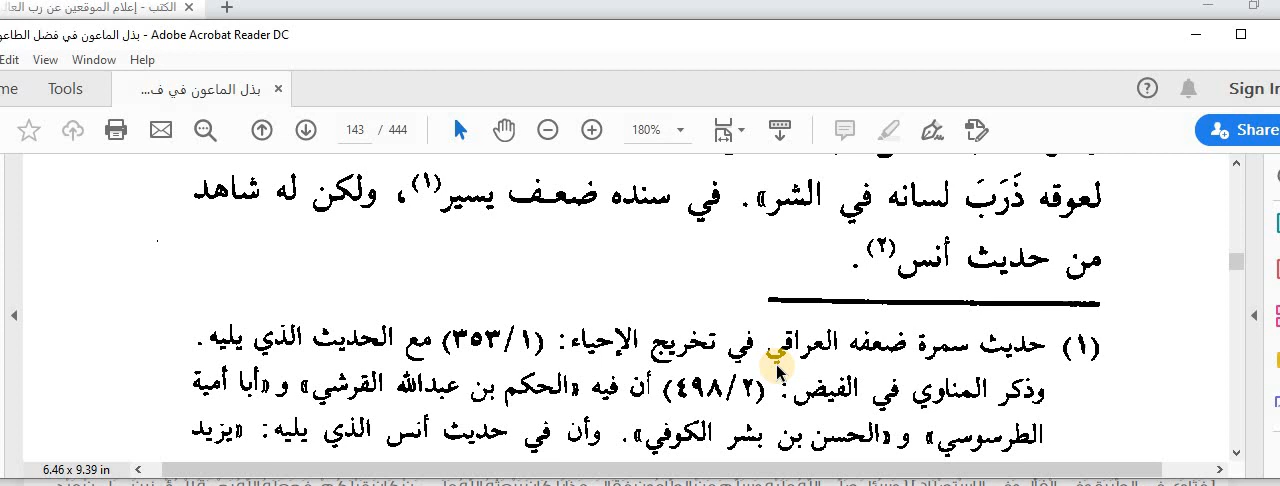 الكتب - إعلام الموقعين عن رب العا
بذل الماعون في فضل الطاعو - Adobe Acrobat Reader DC
Edit View Window Help
me Tools بذل الماعون في ف... Sign In
143 / 444 180% Share
لعوقه ذَرَبَ لسانه في الشر». في سنده ضعف يسير(١)، ولكن له شاهد
من حديث أنس(٢).
(١) حديث سمرة ضعفه العراقي في تخريج الإحياء: (٣٥٣/١) مع الحديث الذي يليه.
وذكر المناوي في الفيض: (٤٩٨/٢) أن فيه «الحكم بن عبدالله القرشي» و«أبا أمية
الطرسوسي» و«الحسن بن بشر الكوفي». وأن في حديث أنس الذي يليه: «يزيد
6.46 x 9.39 in